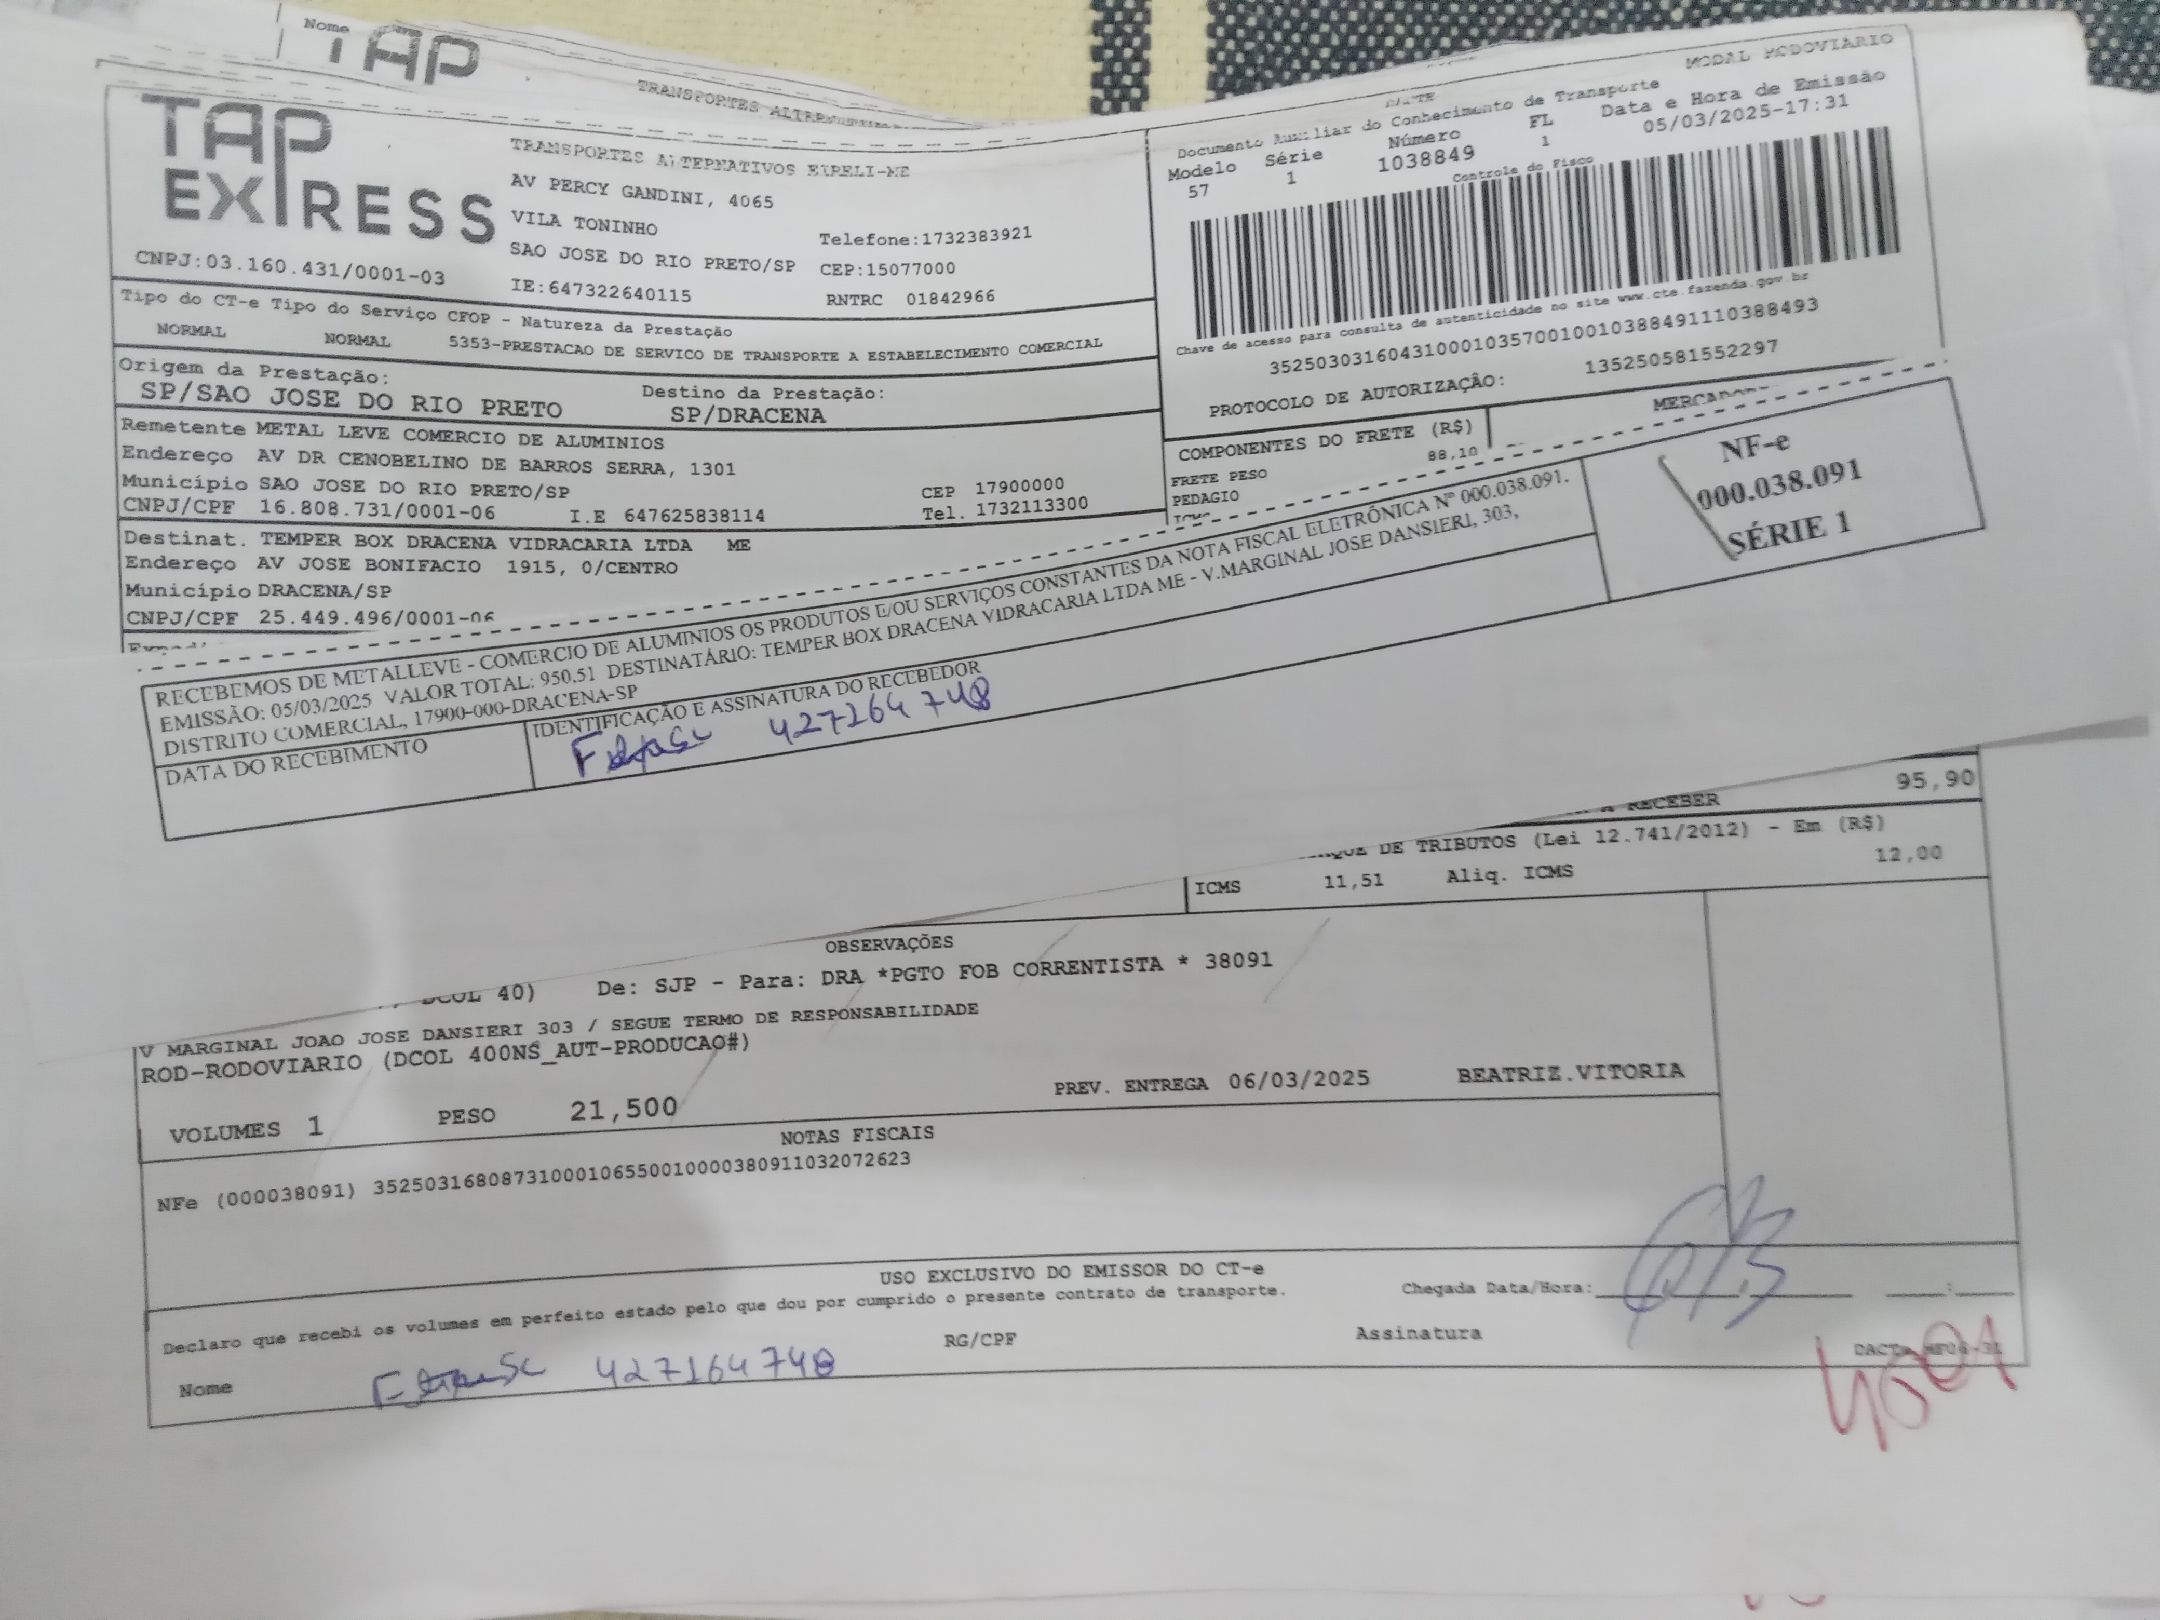 Nome
TAP
TRANSPORTES
TAP EXPRESS
CNPJ:03.160.431/0001-03
TRANSPORTES ALTERNATIVOS EIRELI-ME
AV PERCY GANDINI, 4065
VILA TONINHO
Telefone:1732383921
SAO JOSE DO RIO PRETO/SP CEP:15077000
IE:647322640115 RNTRC 01842966
MODAL RODOVIARIO
DACTE
Documento Auxiliar do Conhecimento de Transporte
Modelo Série Número FL Data e Hora de Emissão
57 1 1038849 1 05/03/2025-17:31
Controle do Fisco
Chave de acesso para consulta de autenticidade no site www.cte.fazenda.gov.br
35250303160431000103570010010388491110388493
PROTOCOLO DE AUTORIZAÇÂO: 135250581552297
Tipo do CT-e Tipo do Serviço CFOP - Natureza da Prestação
NORMAL NORMAL 5353-PRESTACAO DE SERVICO DE TRANSPORTE A ESTABELECIMENTO COMERCIAL
Origem da Prestação: Destino da Prestação:
SP/SAO JOSE DO RIO PRETO SP/DRACENA
Remetente METAL LEVE COMERCIO DE ALUMINIOS
Endereço AV DR CENOBELINO DE BARROS SERRA, 1301
Município SAO JOSE DO RIO PRETO/SP CEP 17900000
CNPJ/CPF 16.808.731/0001-06 I.E 647625838114 Tel. 1732113300
Destinat. TEMPER BOX DRACENA VIDRACARIA LTDA ME
Endereço AV JOSE BONIFACIO 1915, 0/CENTRO
Município DRACENA/SP
CNPJ/CPF 25.449.496/0001-06
COMPONENTES DO FRETE (R$)
FRETE PESO 88,10
PEDAGIO
RECEBEMOS DE METALLEVE - COMERCIO DE ALUMINIOS OS PRODUTOS E/OU SERVIÇOS CONSTANTES DA NOTA FISCAL ELETRÔNICA Nº 000.038.091.
EMISSÃO: 05/03/2025 VALOR TOTAL: 950.51 DESTINATÁRIO: TEMPER BOX DRACENA VIDRACARIA LTDA ME - V.MARGINAL JOSE DANSIERI, 303,
DISTRITO COMERCIAL, 17900-000-DRACENA-SP
NF-e
000.038.091
SÉRIE 1
DATA DO RECEBIMENTO
IDENTIFICAÇÃO E ASSINATURA DO RECEBEDOR
427164748
A RECEBER 95,90
DE TRIBUTOS (Lei 12.741/2012) - Em (R$)
ICMS 11,51 Aliq. ICMS 12,00
OBSERVAÇÕES
DCOL 40) De: SJP - Para: DRA *PGTO FOB CORRENTISTA * 38091
V MARGINAL JOAO JOSE DANSIERI 303 / SEGUE TERMO DE RESPONSABILIDADE
ROD-RODOVIARIO (DCOL 400NS_AUT-PRODUCAO#)
PREV. ENTREGA 06/03/2025 BEATRIZ.VITORIA
VOLUMES 1 PESO 21,500
NOTAS FISCAIS
NFe (000038091) 35250316808731000106550010000380911032072623
USO EXCLUSIVO DO EMISSOR DO CT-e
Declaro que recebi os volumes em perfeito estado pelo que dou por cumprido o presente contrato de transporte.
Chegada Data/Hora:
Nome 427164748 RG/CPF Assinatura